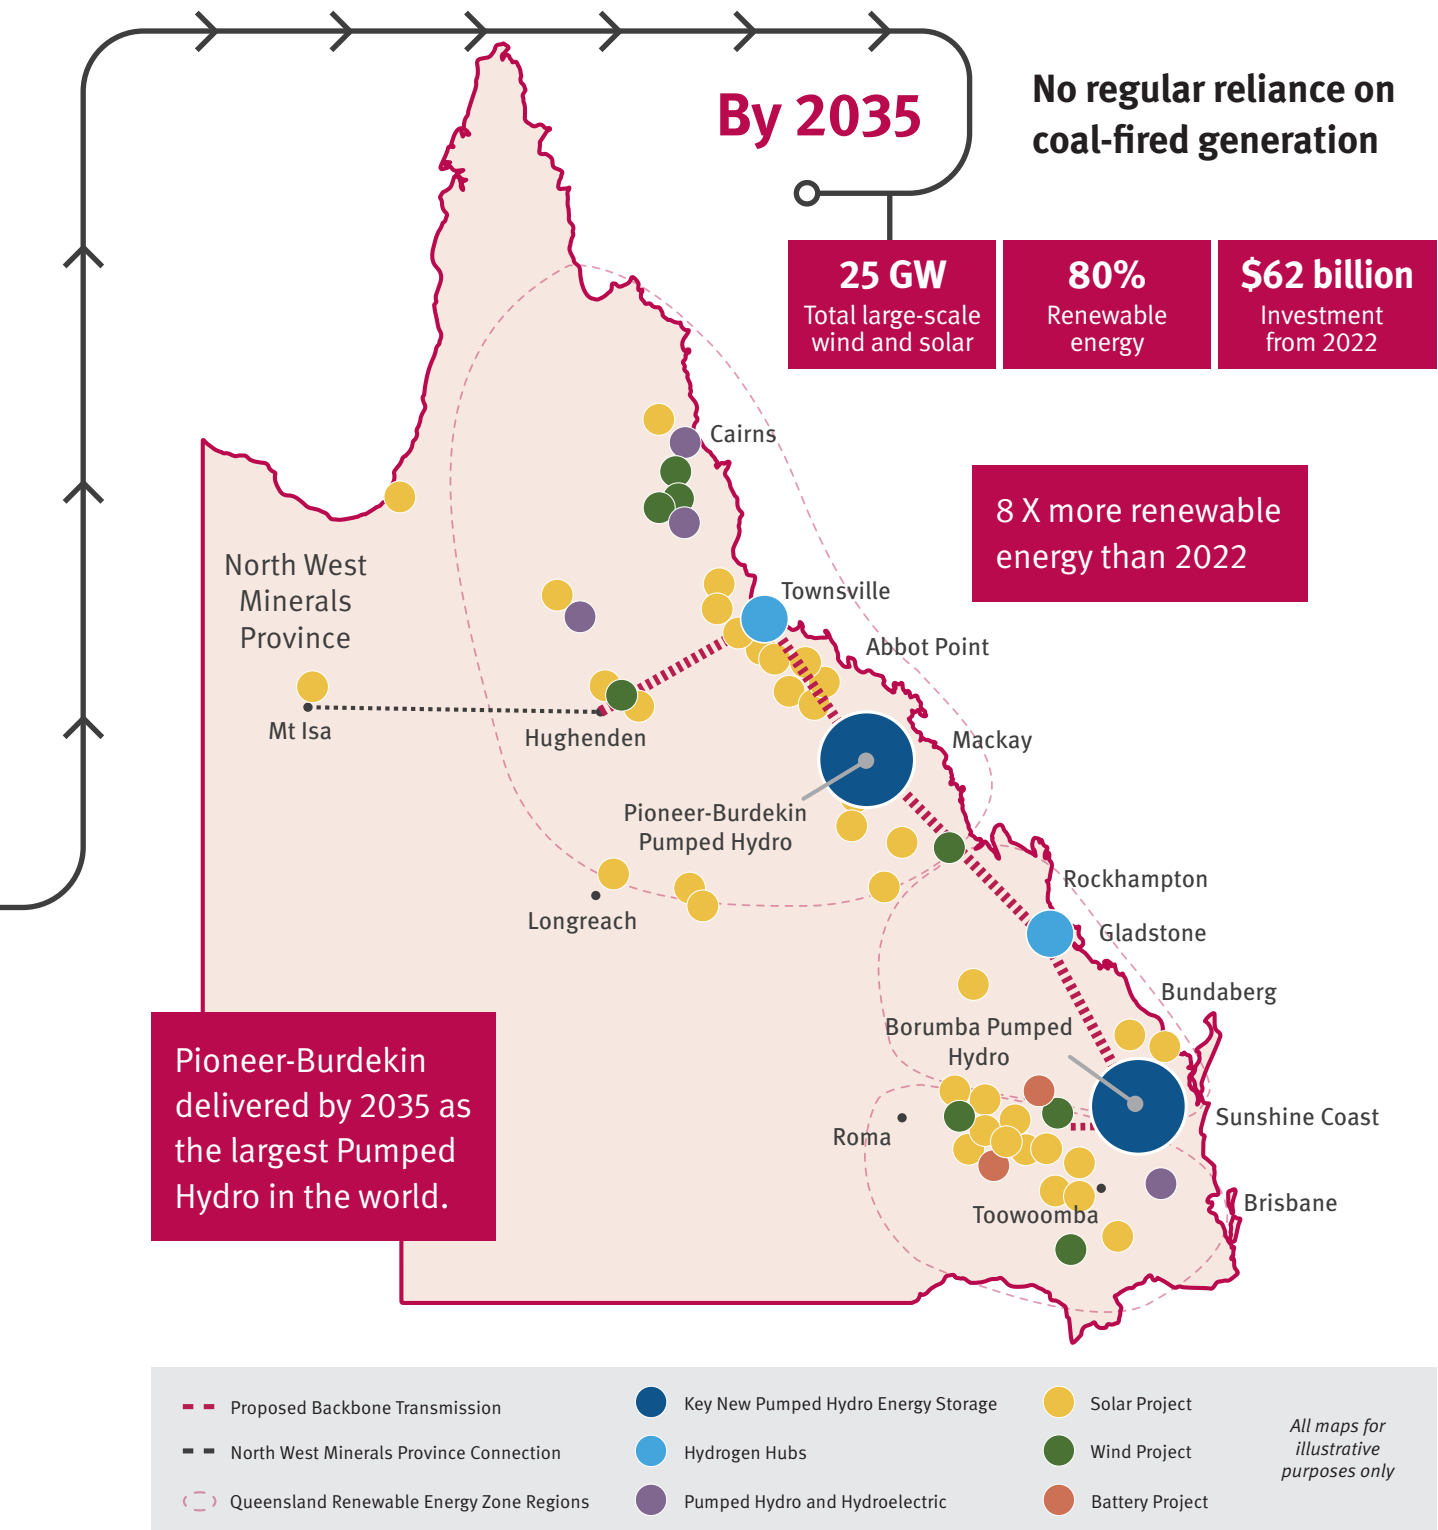 By 2035
No regular reliance on
coal-fired generation
25 GW
Total large-scale
wind and solar
80%
Renewable
energy
$62 billion
Investment
from 2022
Cairns
8 X more renewable
energy than 2022
North West
Minerals
Province
Townsville
Abbot Point
Mt Isa
Hughenden
Mackay
Pioneer-Burdekin
Pumped Hydro
Longreach
Rockhampton
Gladstone
Bundaberg
Borumba Pumped
Hydro
Pioneer-Burdekin
delivered by 2035 as
the largest Pumped
Hydro in the world.
Roma
Sunshine Coast
Toowoomba
Brisbane
Proposed Backbone Transmission
North West Minerals Province Connection
Queensland Renewable Energy Zone Regions
Key New Pumped Hydro Energy Storage
Hydrogen Hubs
Pumped Hydro and Hydroelectric
Solar Project
Wind Project
Battery Project
All maps for
illustrative
purposes only